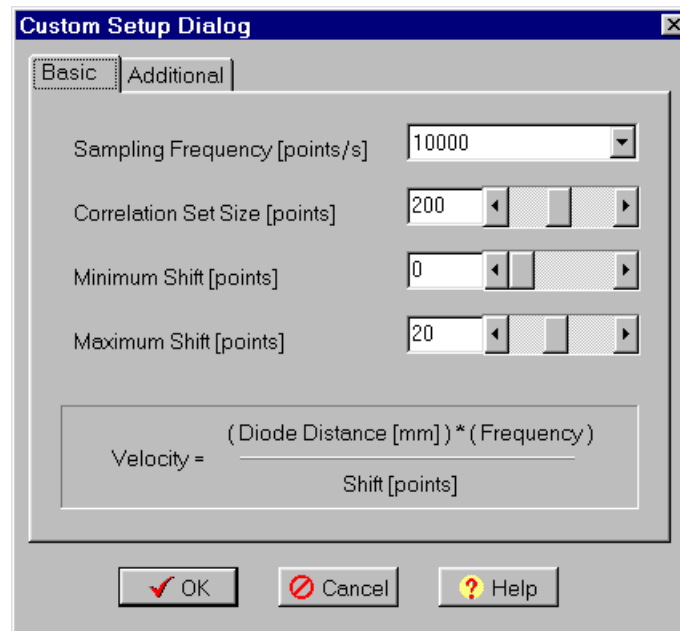 Custom Setup Dialog
Basic Additional
Sampling Frequency [points/s] 10000
Correlation Set Size [points] 200
Minimum Shift [points] 0
Maximum Shift [points] 20
( Diode Distance [mm] ) * ( Frequency )
Velocity =
Shift [points]
OK Cancel ? Help